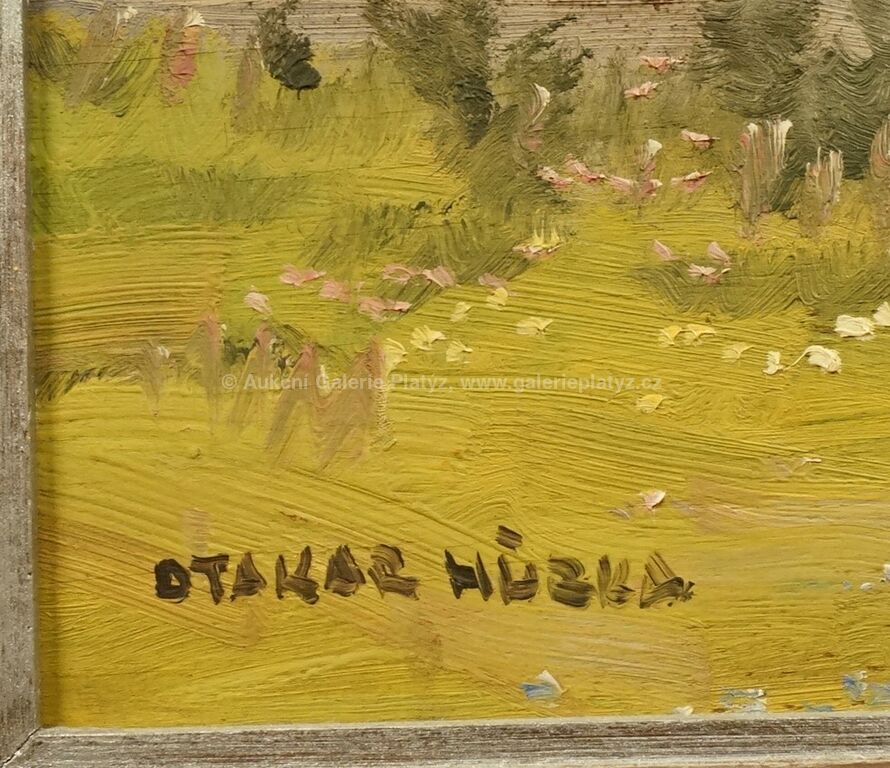 © Aukční Galerie Platýz, www.galerieplatyz.cz
OTAKAR HŮZKA